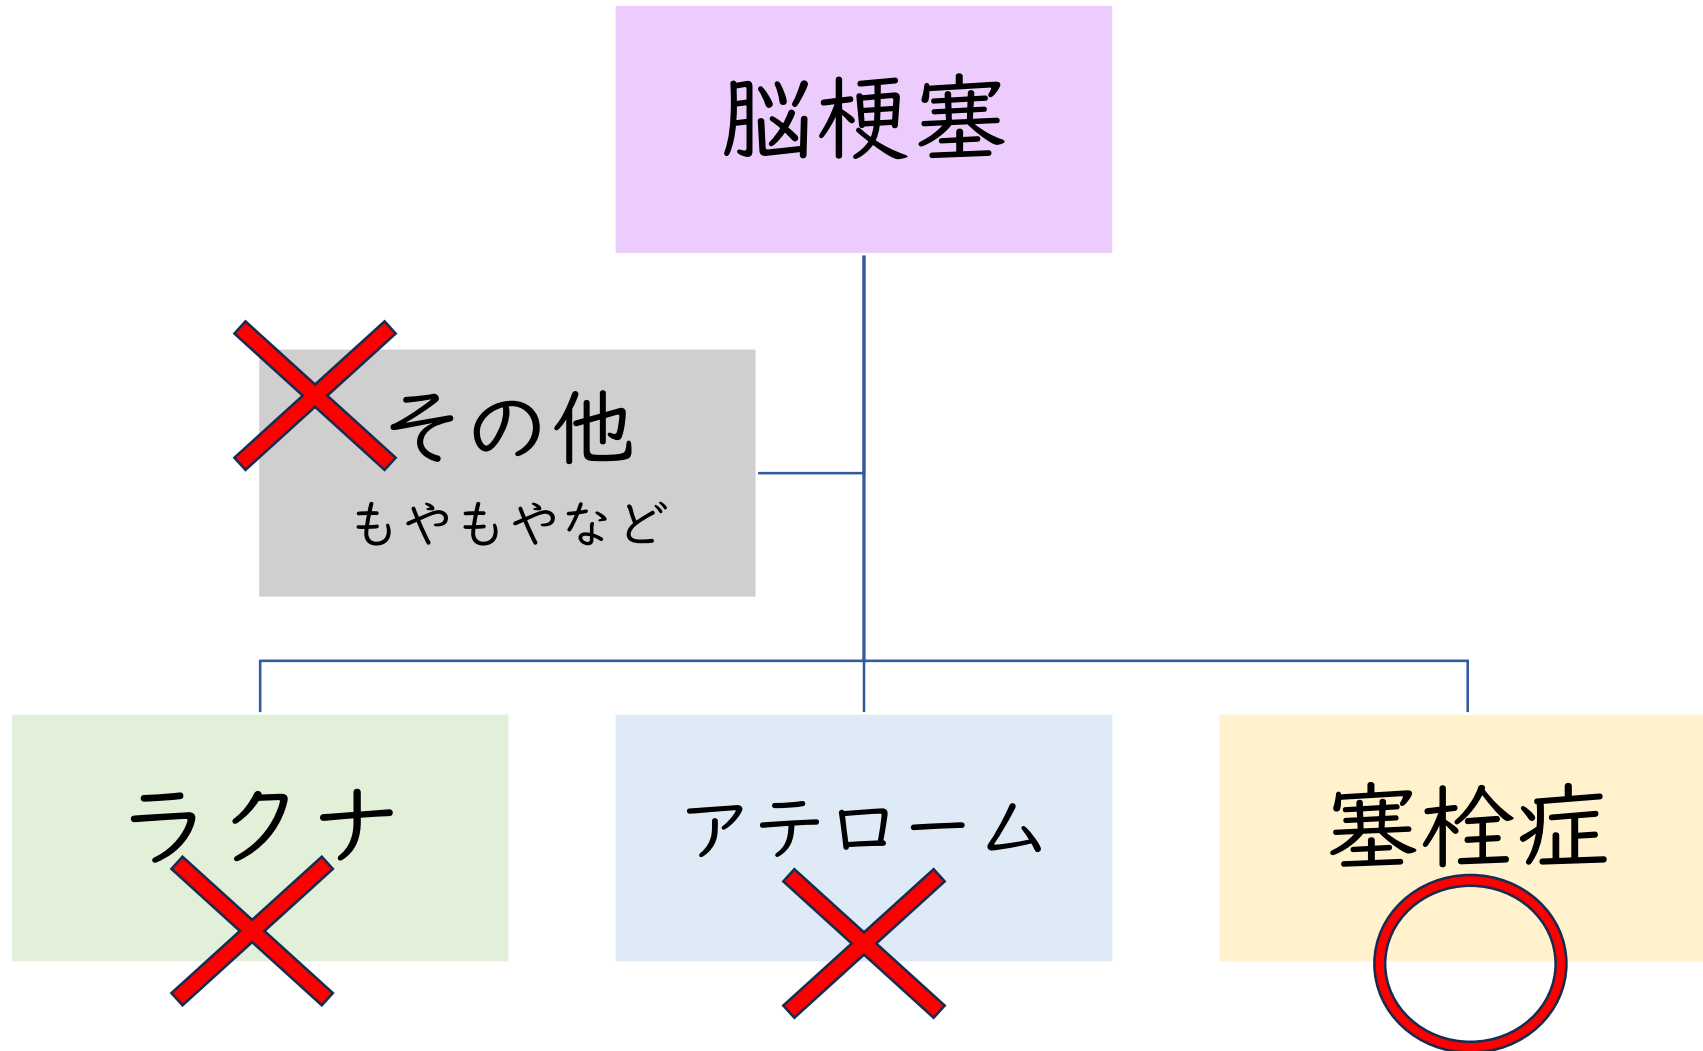 脳梗塞
その他
もやもやなど
ラクナ
アテローム
塞栓症